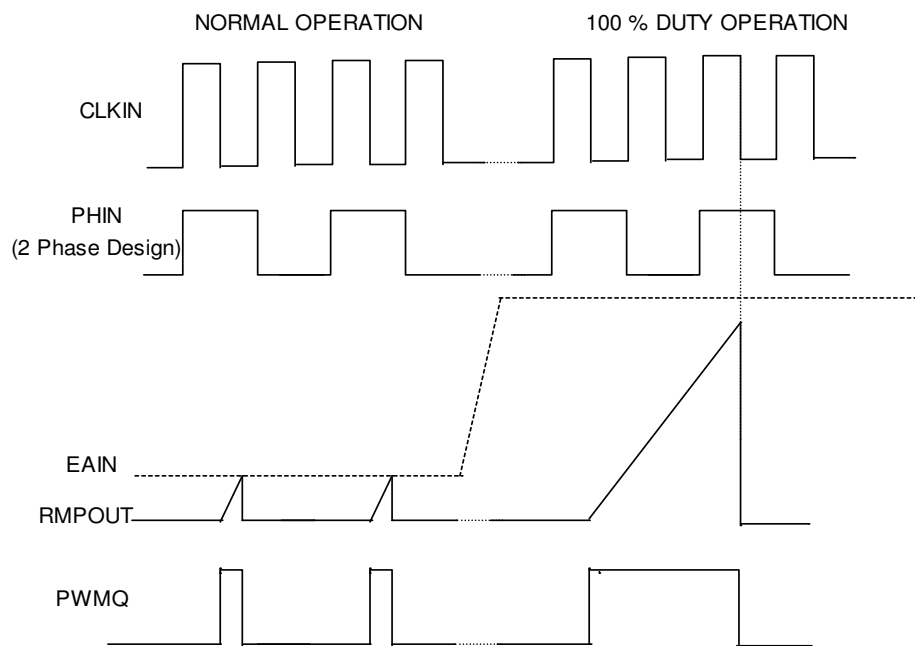 NORMAL OPERATION
100 % DUTY OPERATION
CLKIN
PHIN
(2 Phase Design)
EAIN
RMPOUT
PWMQ